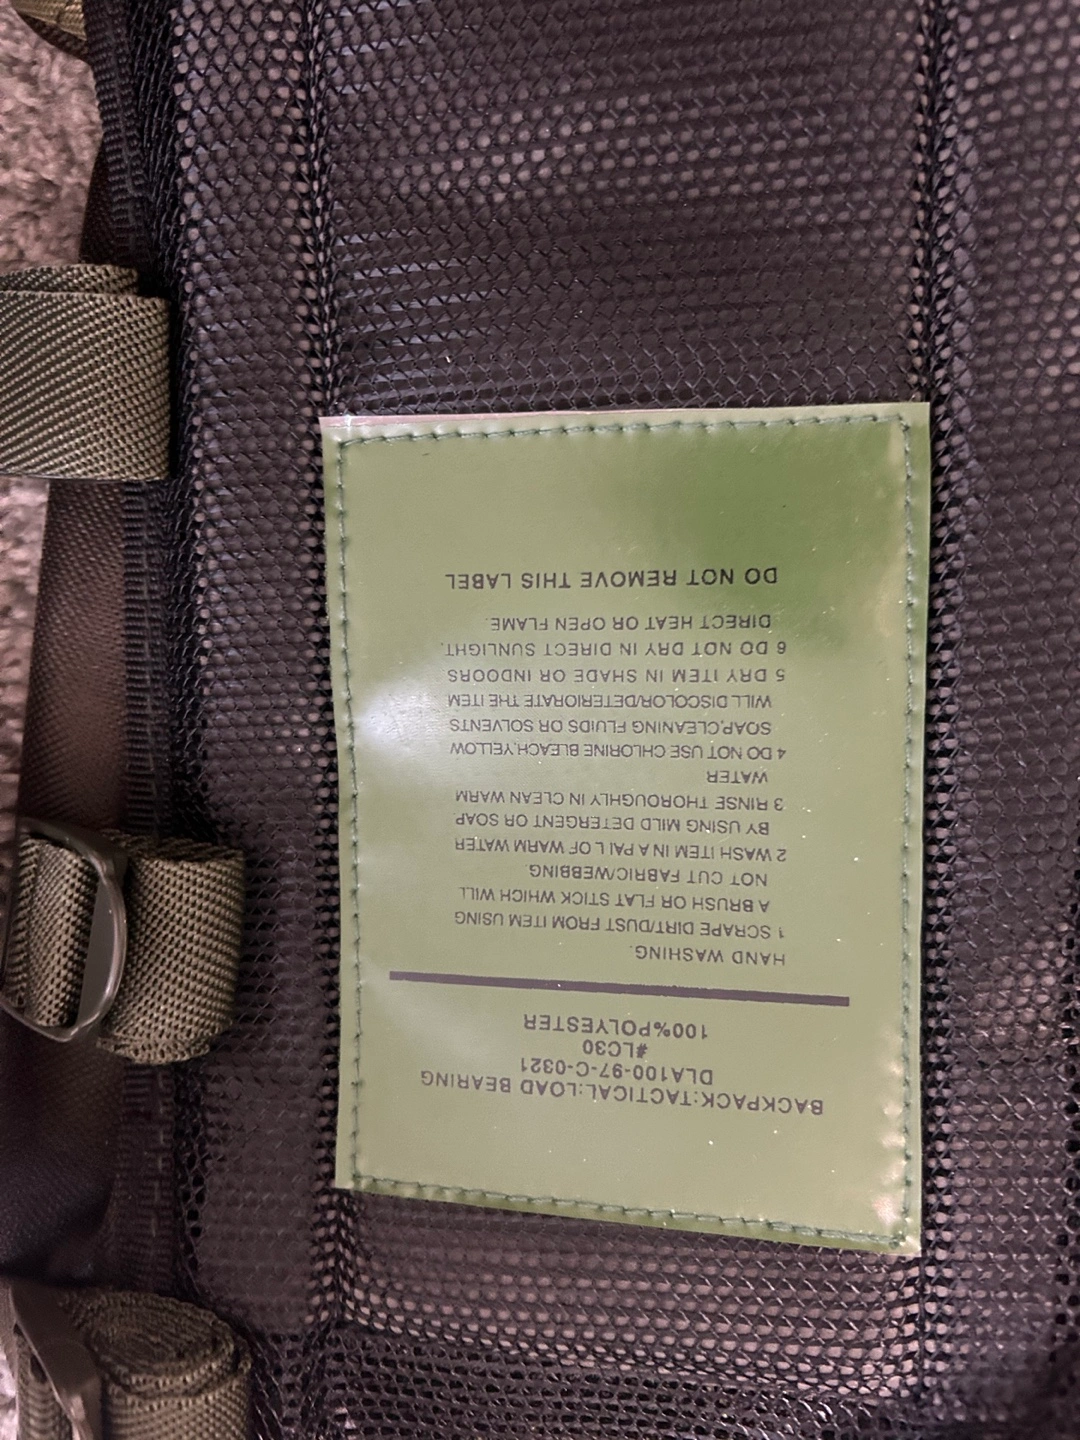 BACKPACK:TACTICAL:LOAD BEARING
DLA100-97-C-0321
#LC30
100%POLYESTER
HAND WASHING.
1 SCRAPE DIRT/DUST FROM ITEM USING
A BRUSH OR FLAT STICK WHICH WILL
NOT CUT FABRIC/WEBBING
2 WASH ITEM IN A PAIL OF WARM WATER
BY USING MILD DETERGENT OR SOAP
3 RINSE THOROUGHLY IN CLEAN WARM
WATER
4 DO NOT USE CHLORINE BLEACH,YELLOW
SOAP,CLEANING FLUIDS OR SOLVENTS
WILL DISCOLOR/DETERIORATE THE ITEM
5 DRY ITEM IN SHADE OR INDOORS
6 DO NOT DRY IN DIRECT SUNLIGHT.
DIRECT HEAT OR OPEN FLAME.
DO NOT REMOVE THIS LABEL